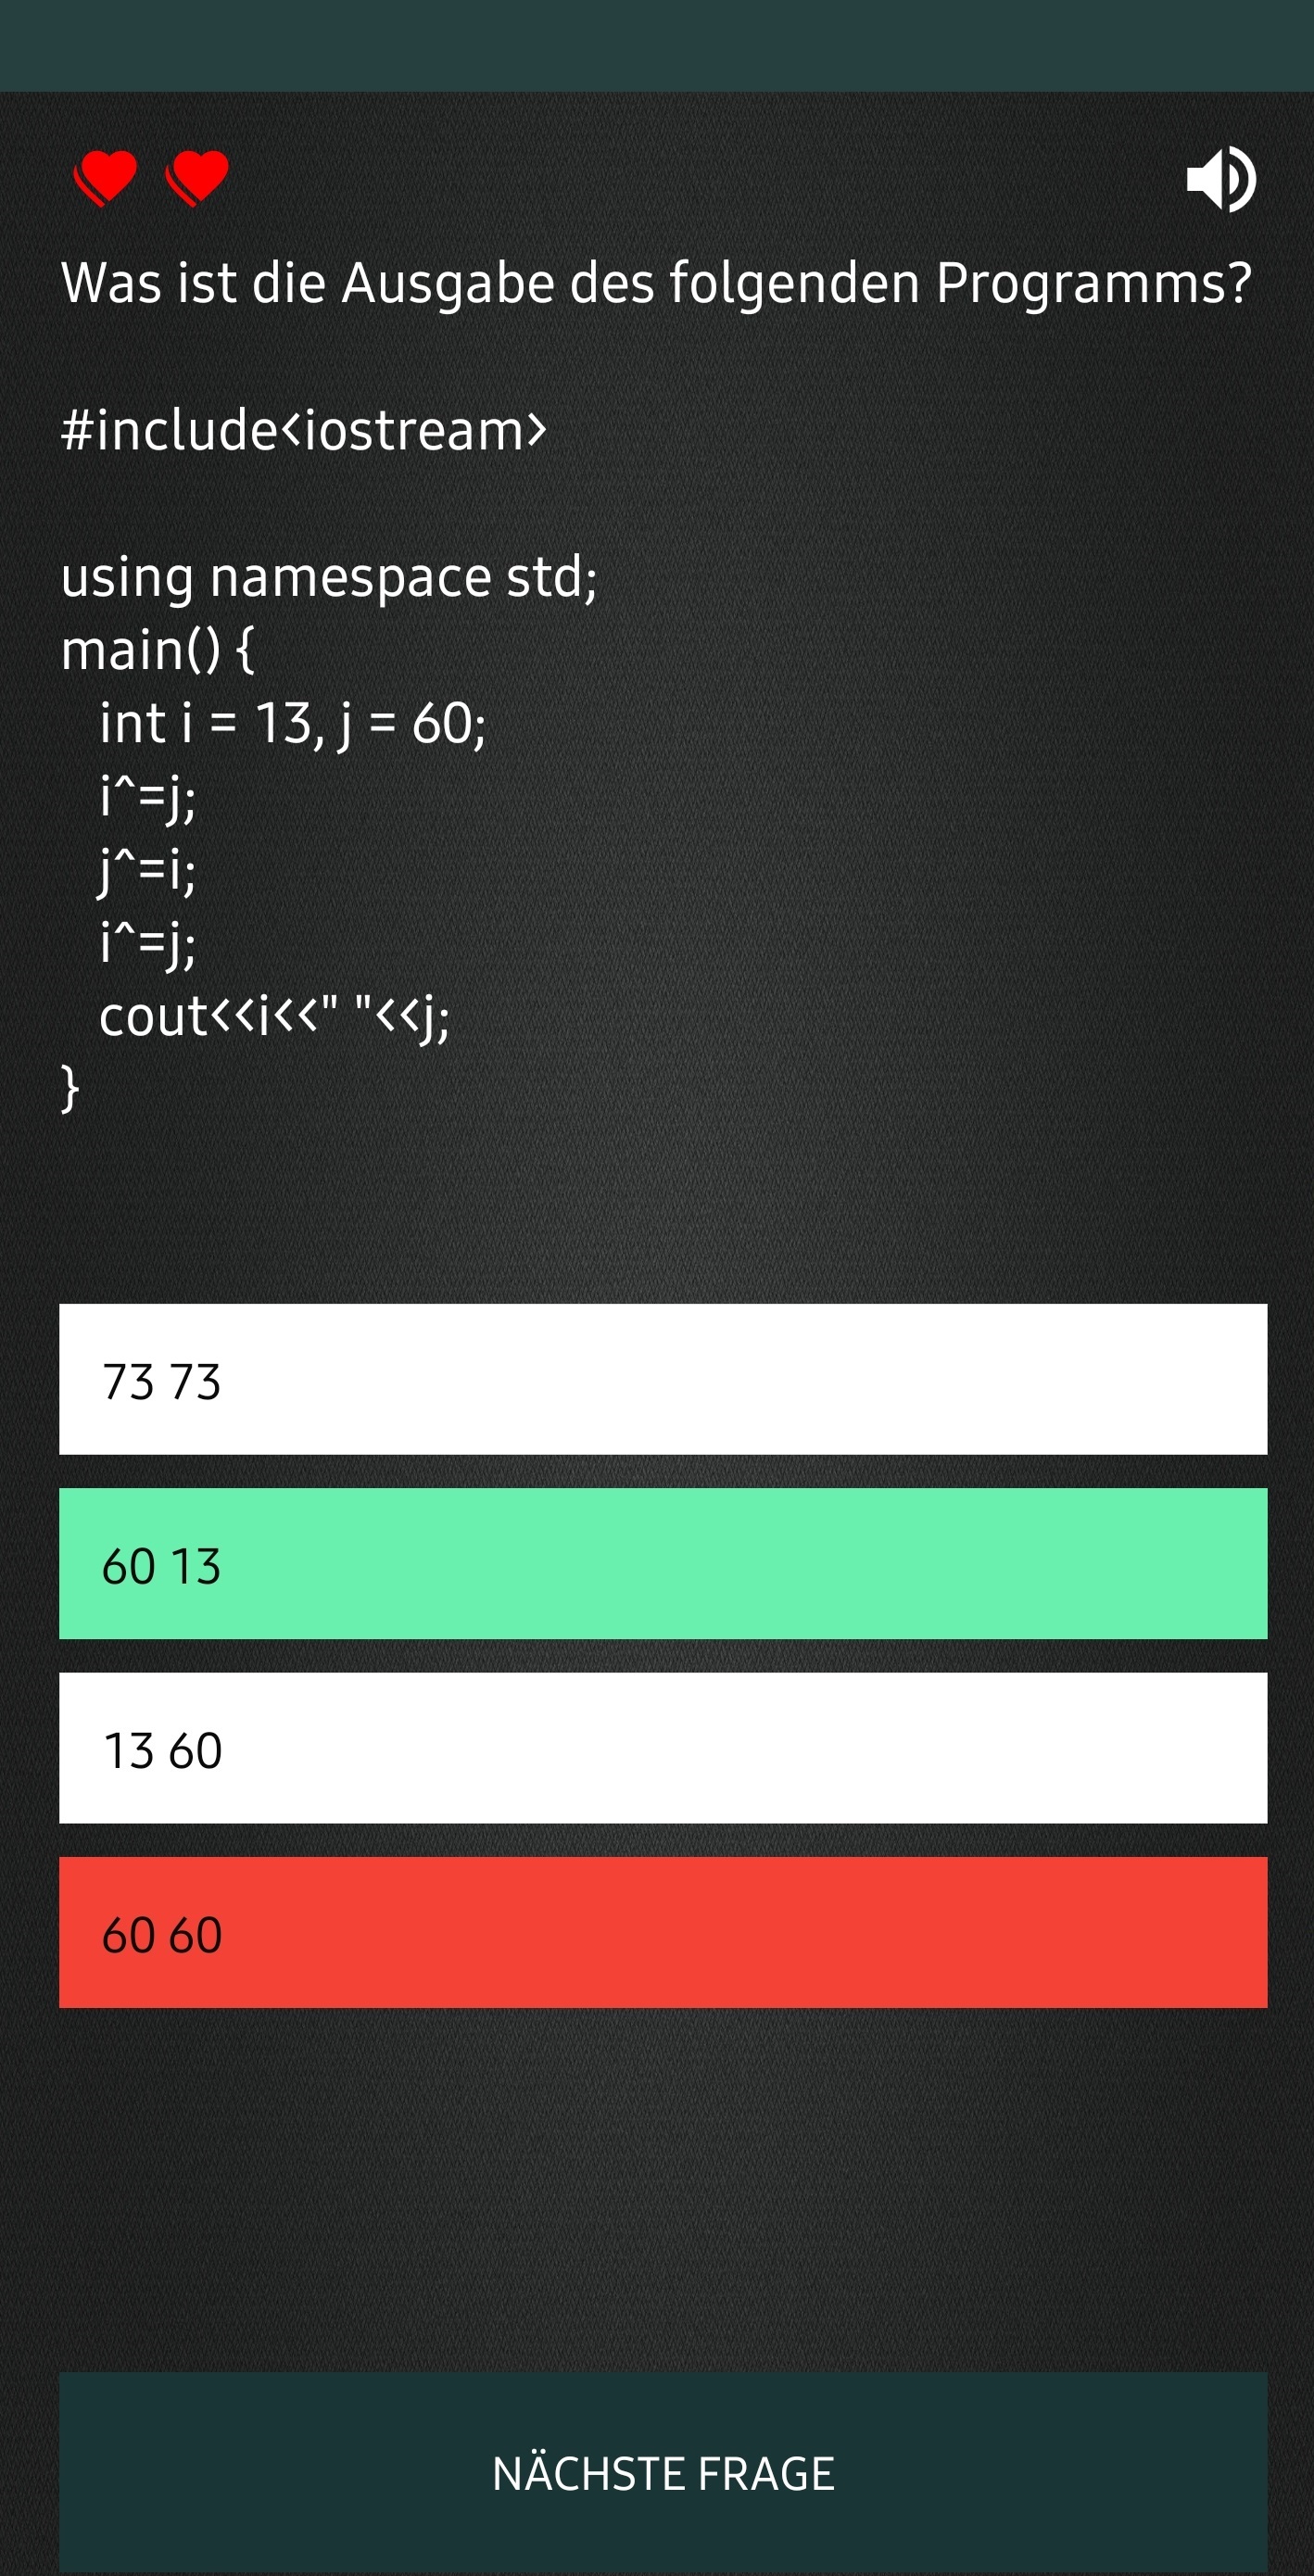 Was ist die Ausgabe des folgenden Programms?
#include<iostream>
using namespace std;
main() {
int i = 13, j = 60;
i^=j;
j^=i;
i^=j;
cout<<i<<" "<<j;
}
73 73
60 13
13 60
60 60
NÄCHSTE FRAGE